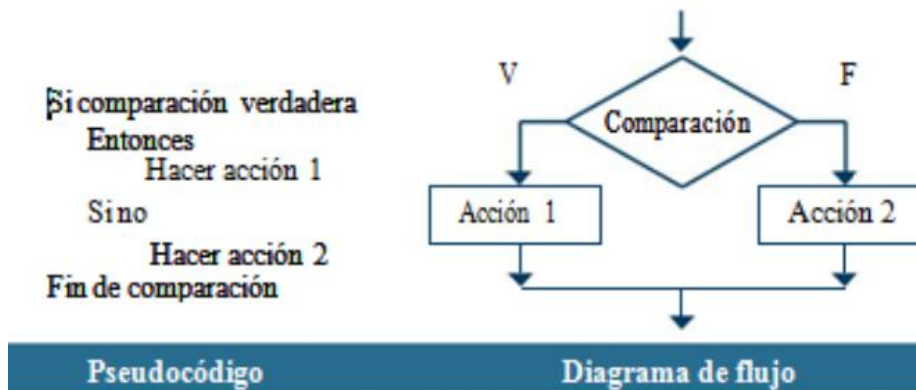 Si comparación verdadera
Entonces
Hacer acción 1
Sino
Hacer acción 2
Fin de comparación
V
F
Comparación
Acción 1
Acción 2
Pseudocódigo
Diagrama de flujo